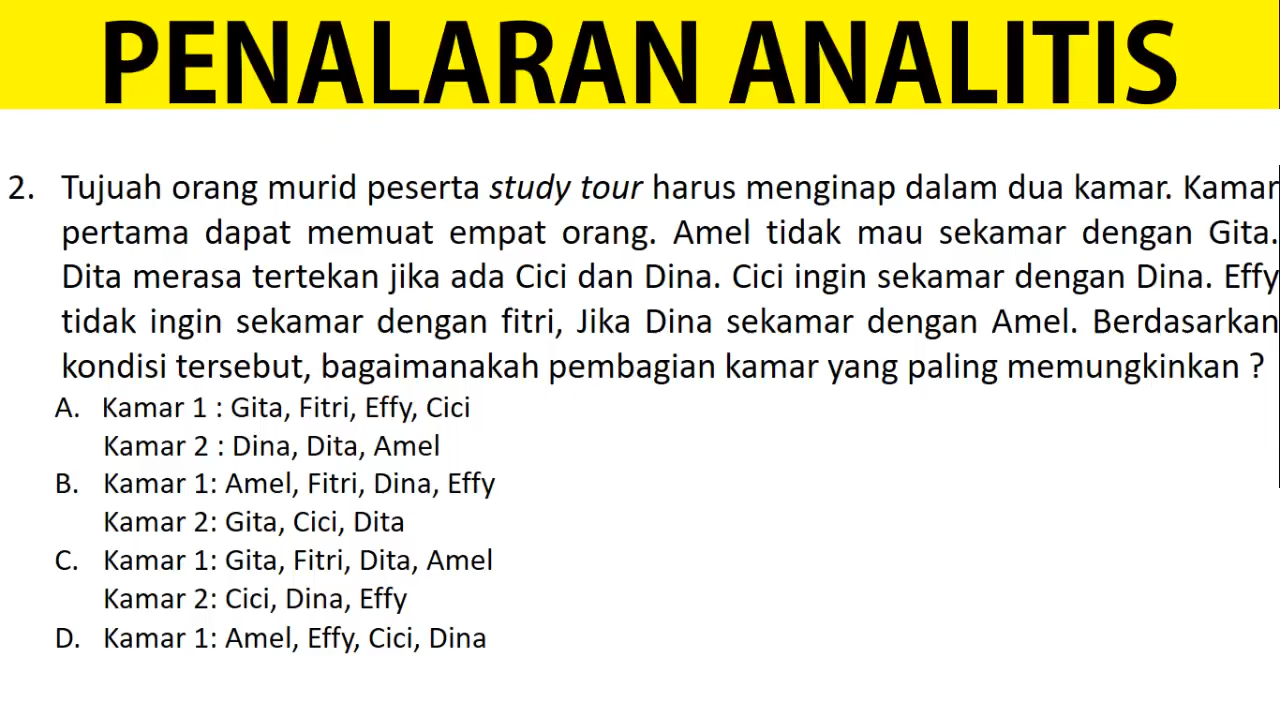 PENALARAN ANALITIS
2. Tujuah orang murid peserta study tour harus menginap dalam dua kamar. Kamar
pertama dapat memuat empat orang. Amel tidak mau sekamar dengan Gita.
Dita merasa tertekan jika ada Cici dan Dina. Cici ingin sekamar dengan Dina. Effy
tidak ingin sekamar dengan fitri, Jika Dina sekamar dengan Amel. Berdasarkan
kondisi tersebut, bagaimanakah pembagian kamar yang paling memungkinkan ?
A. Kamar 1 : Gita, Fitri, Effy, Cici
Kamar 2 : Dina, Dita, Amel
B. Kamar 1: Amel, Fitri, Dina, Effy
Kamar 2: Gita, Cici, Dita
C. Kamar 1: Gita, Fitri, Dita, Amel
Kamar 2: Cici, Dina, Effy
D. Kamar 1: Amel, Effy, Cici, Dina